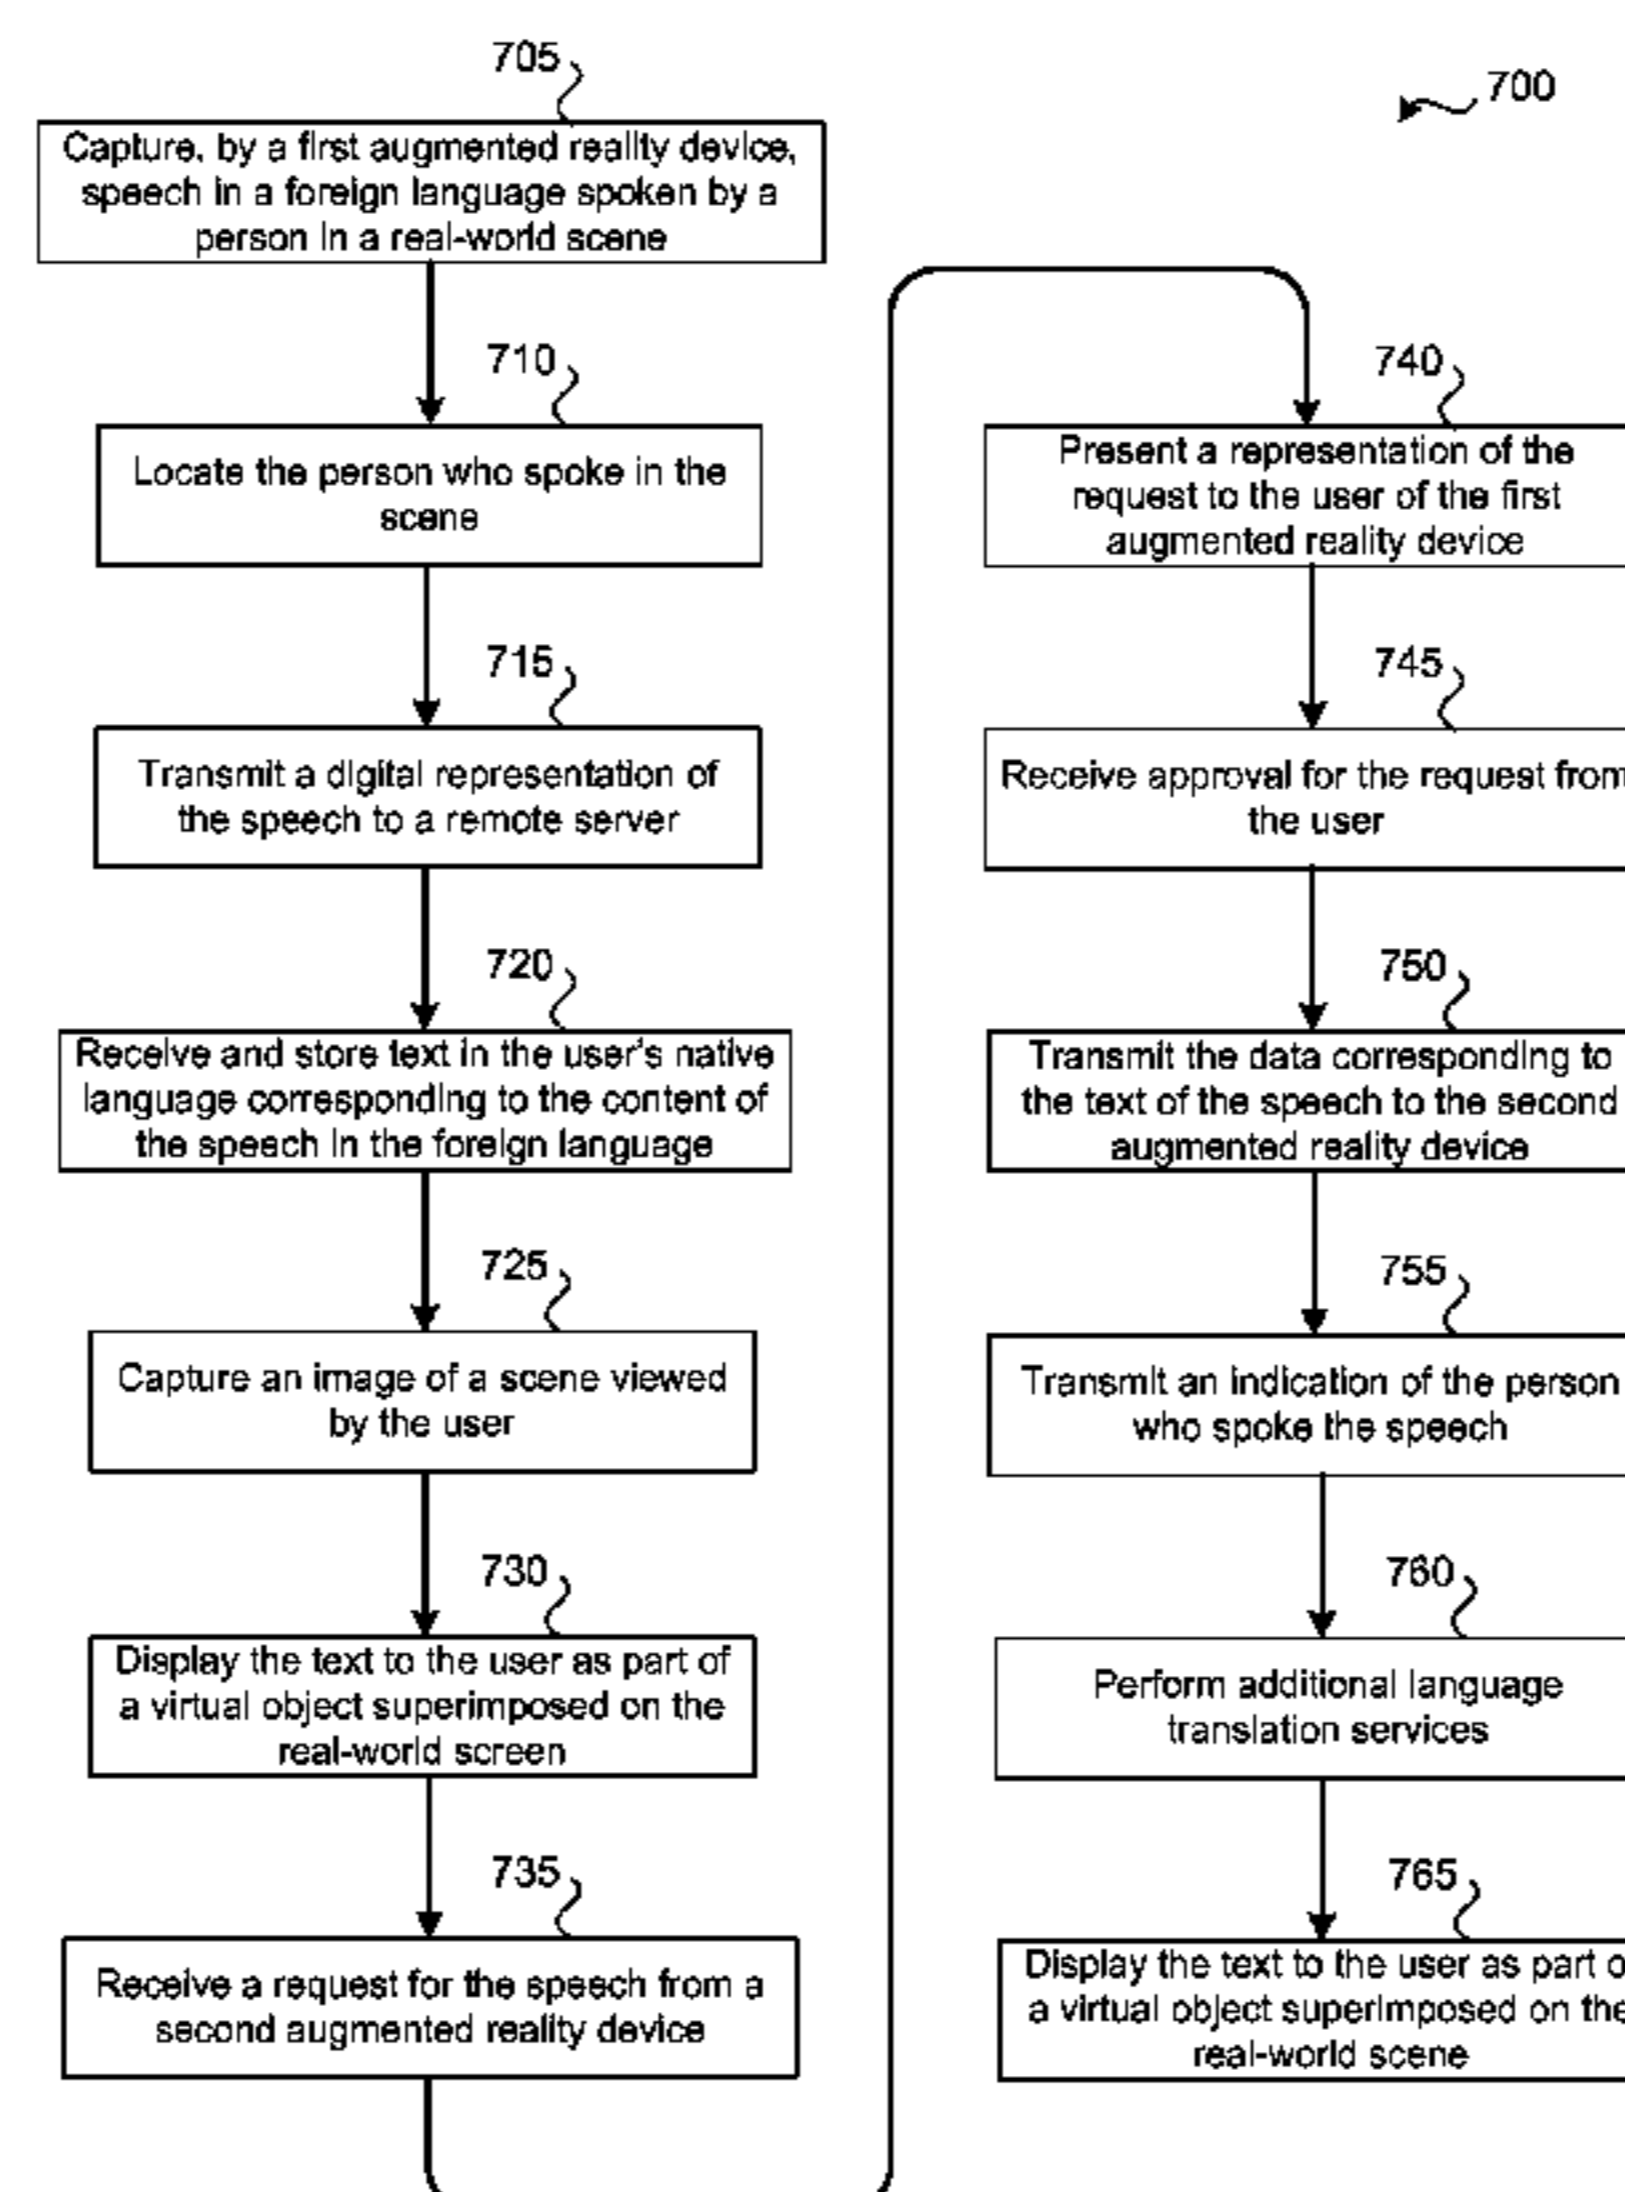 705
Capture, by a first augmented reality device,
speech in a foreign language spoken by a
person in a real-world scene
710
Locate the person who spoke in the
scene
715
Transmit a digital representation of
the speech to a remote server
720
Receive and store text in the user's native
language corresponding to the content of
the speech in the foreign language
725
Capture an image of a scene viewed
by the user
730
Display the text to the user as part of
a virtual object superimposed on the
real-world screen
735
Receive a request for the speech from a
second augmented reality device
700
740
Present a representation of the
request to the user of the first
augmented reality device
745
Receive approval for the request from
the user
750
Transmit the data corresponding to
the text of the speech to the second
augmented reality device
755
Transmit an indication of the person
who spoke the speech
760
Perform additional language
translation services
765
Display the text to the user as part o
a virtual object superimposed on the
real-world scene